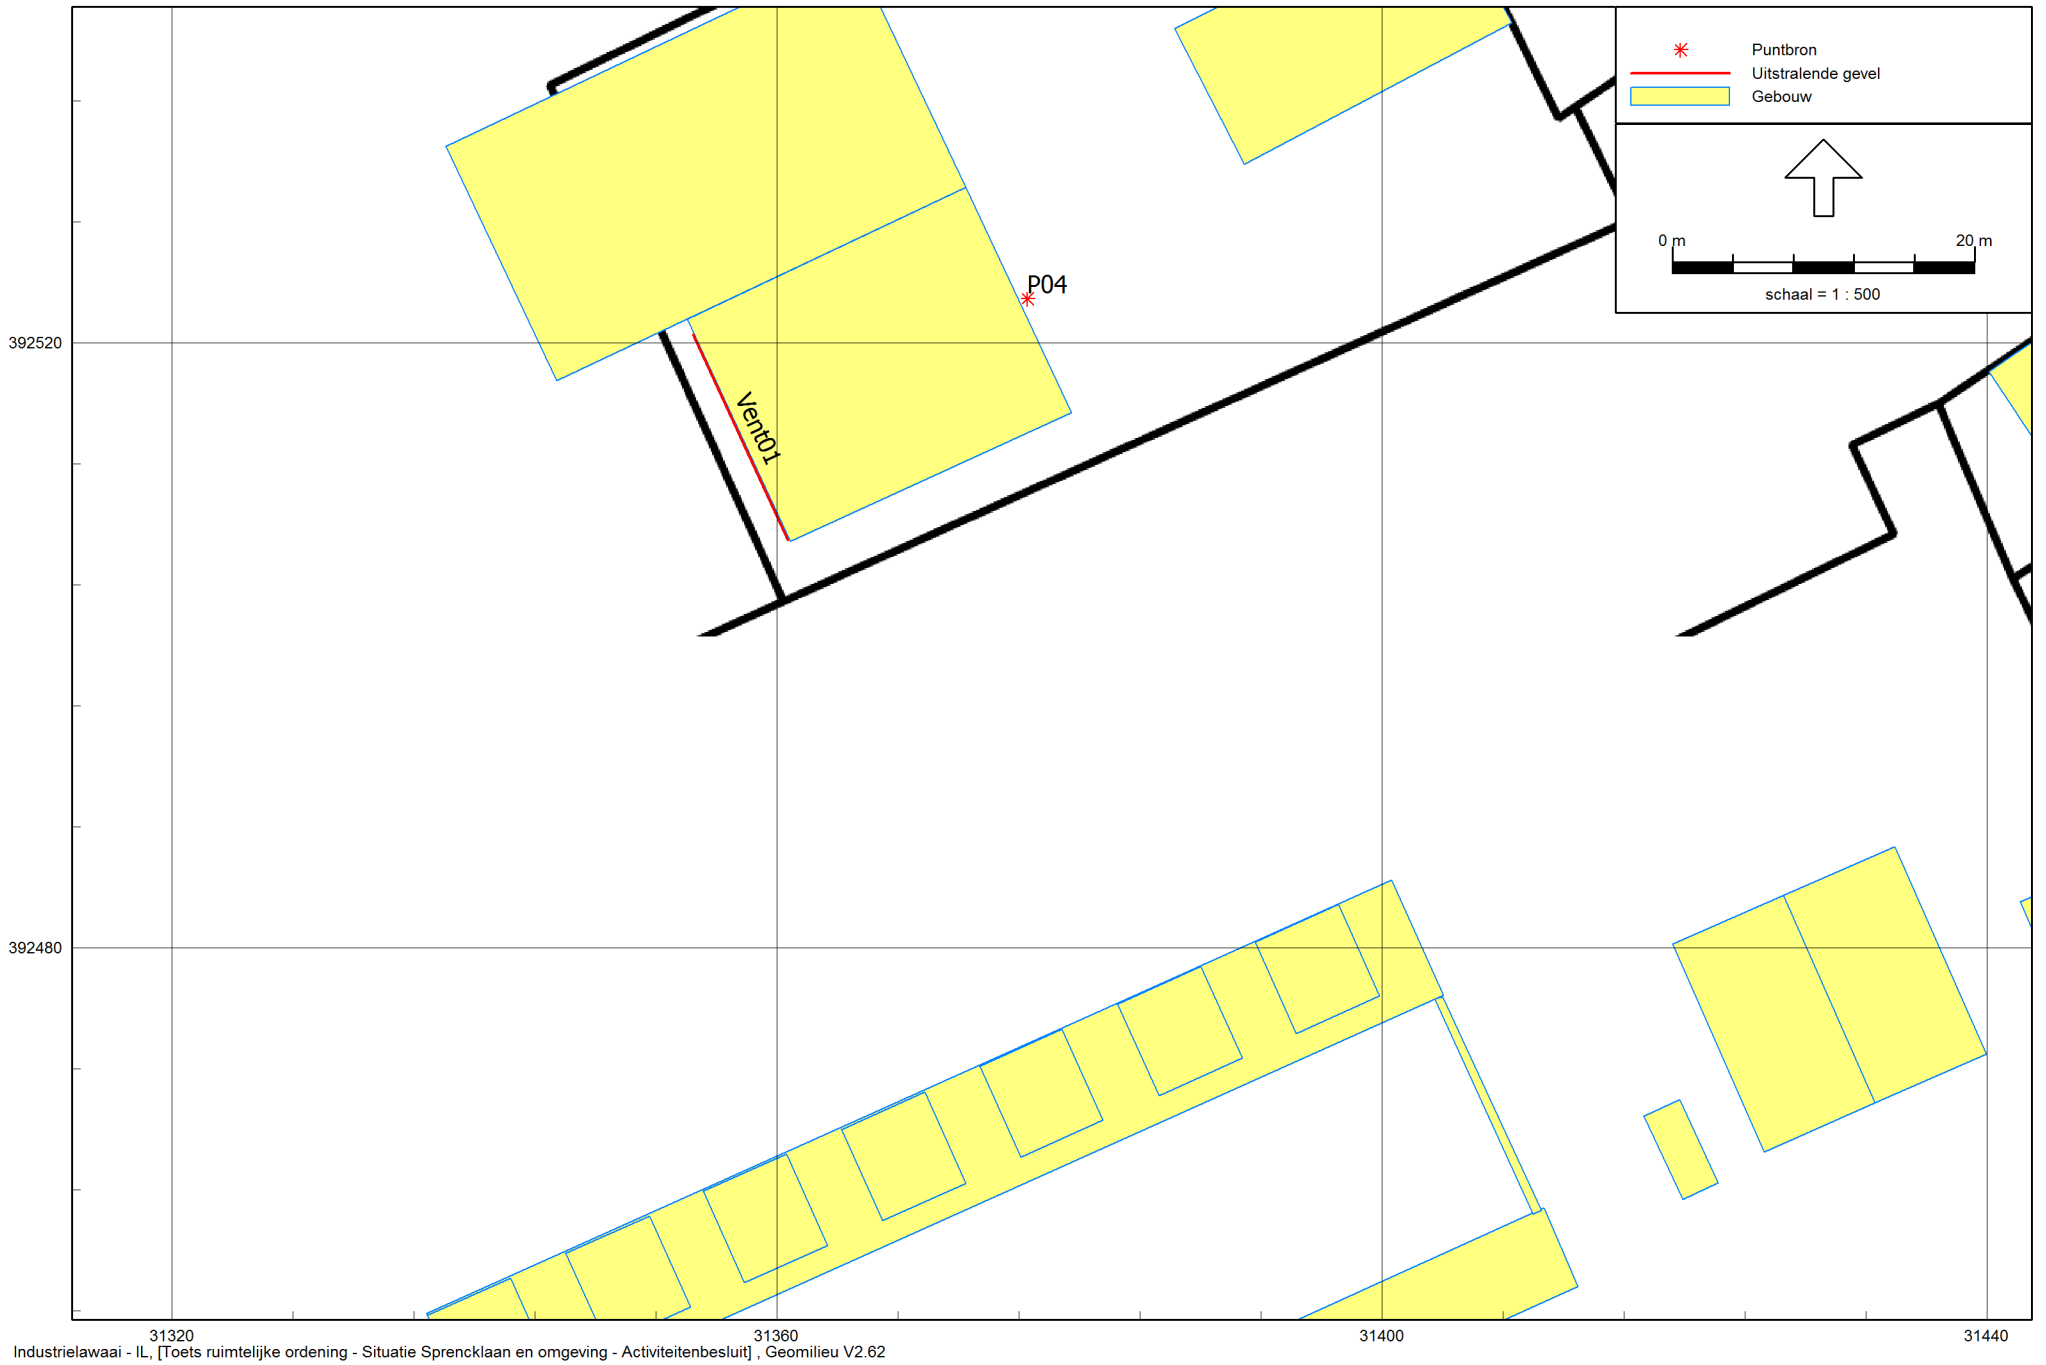 Puntbron
Uitstralende gevel
Gebouw
0 m 20 m
schaal = 1 : 500
P04
392520
Vent01
392480
31320 31360 31400 31440
Industrielawaai - IL, [Toets ruimtelijke ordening - Situatie Sprencklaan en omgeving - Activiteitenbesluit] , Geomilieu V2.62